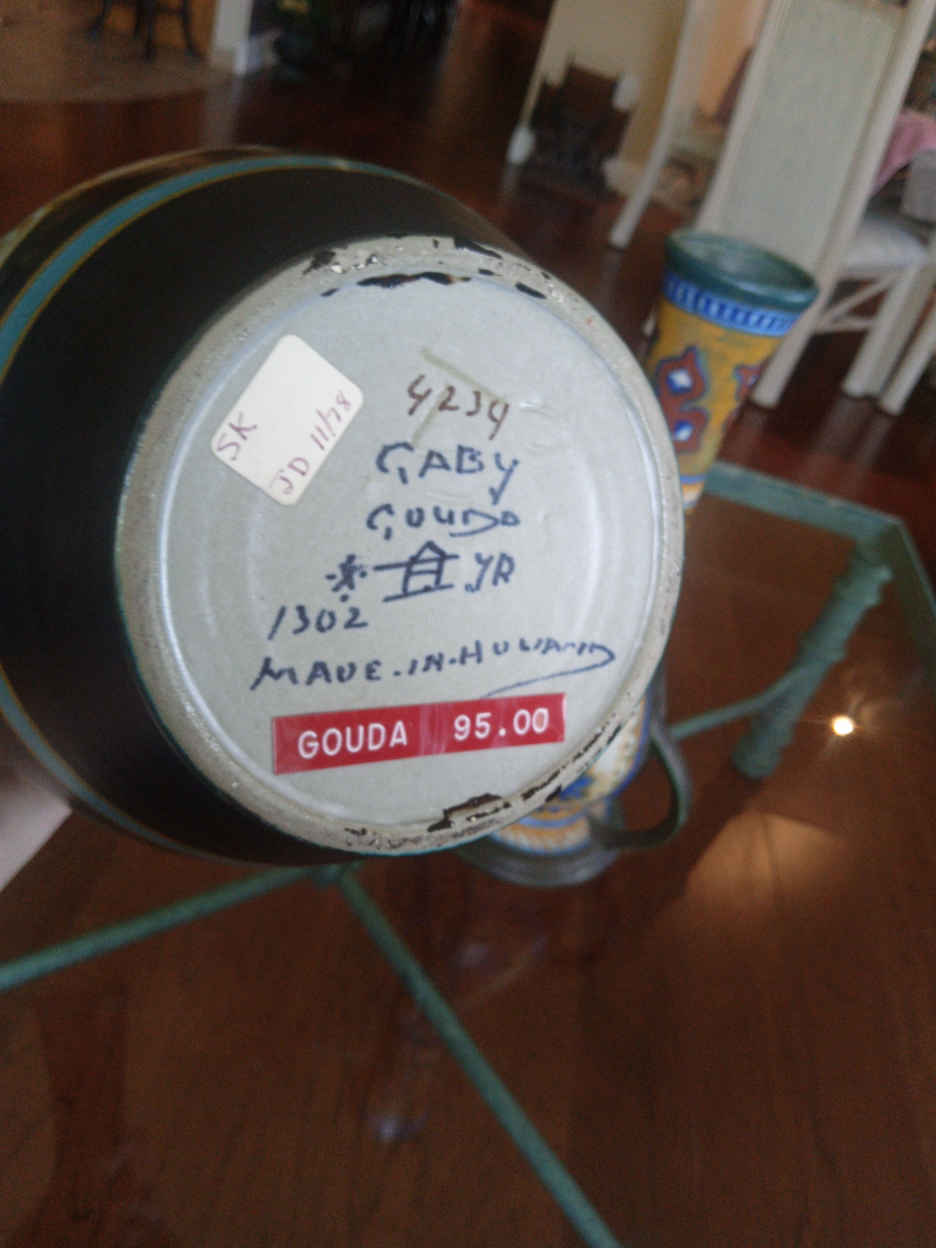 SK
JD 11/78
4234
GABY
GOUDA
YR
1302
MADE.IN.HOLLAND
GOUDA 95.00